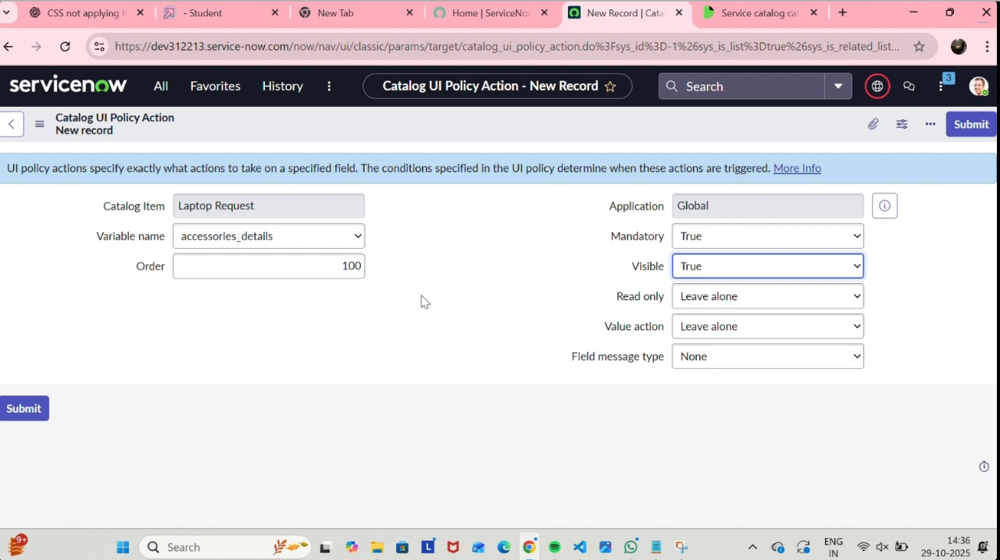 CSS not applying fi
- Student
New Tab
Home | ServiceNo
New Record | Cata
Service catalog cat
https://dev312213.service-now.com/now/nav/ui/classic/params/target/catalog_ui_policy_action.do%3Fsys_id%3D-1%26sys_is_list%3Dtrue%26sys_is_related_list...
servicenow All Favorites History Catalog UI Policy Action - New Record Search 3
Catalog UI Policy Action
New record
Submit
UI policy actions specify exactly what actions to take on a specified field. The conditions specified in the UI policy determine when these actions are triggered. More Info
Catalog Item Laptop Request
Application Global
Variable name accessories_details
Mandatory True
Order 100
Visible True
Read only Leave alone
Value action Leave alone
Field message type None
Submit
9+
Search
ENG
IN
14:36
29-10-2025